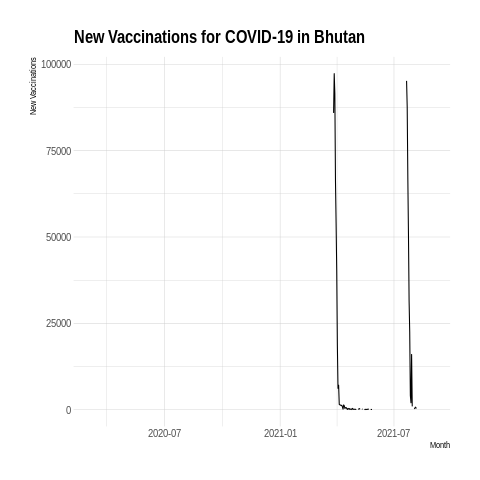 New Vaccinations for COVID-19 in Bhutan
New Vaccinations
100000
75000
50000
25000
0
2020-07 2021-01 2021-07
Month